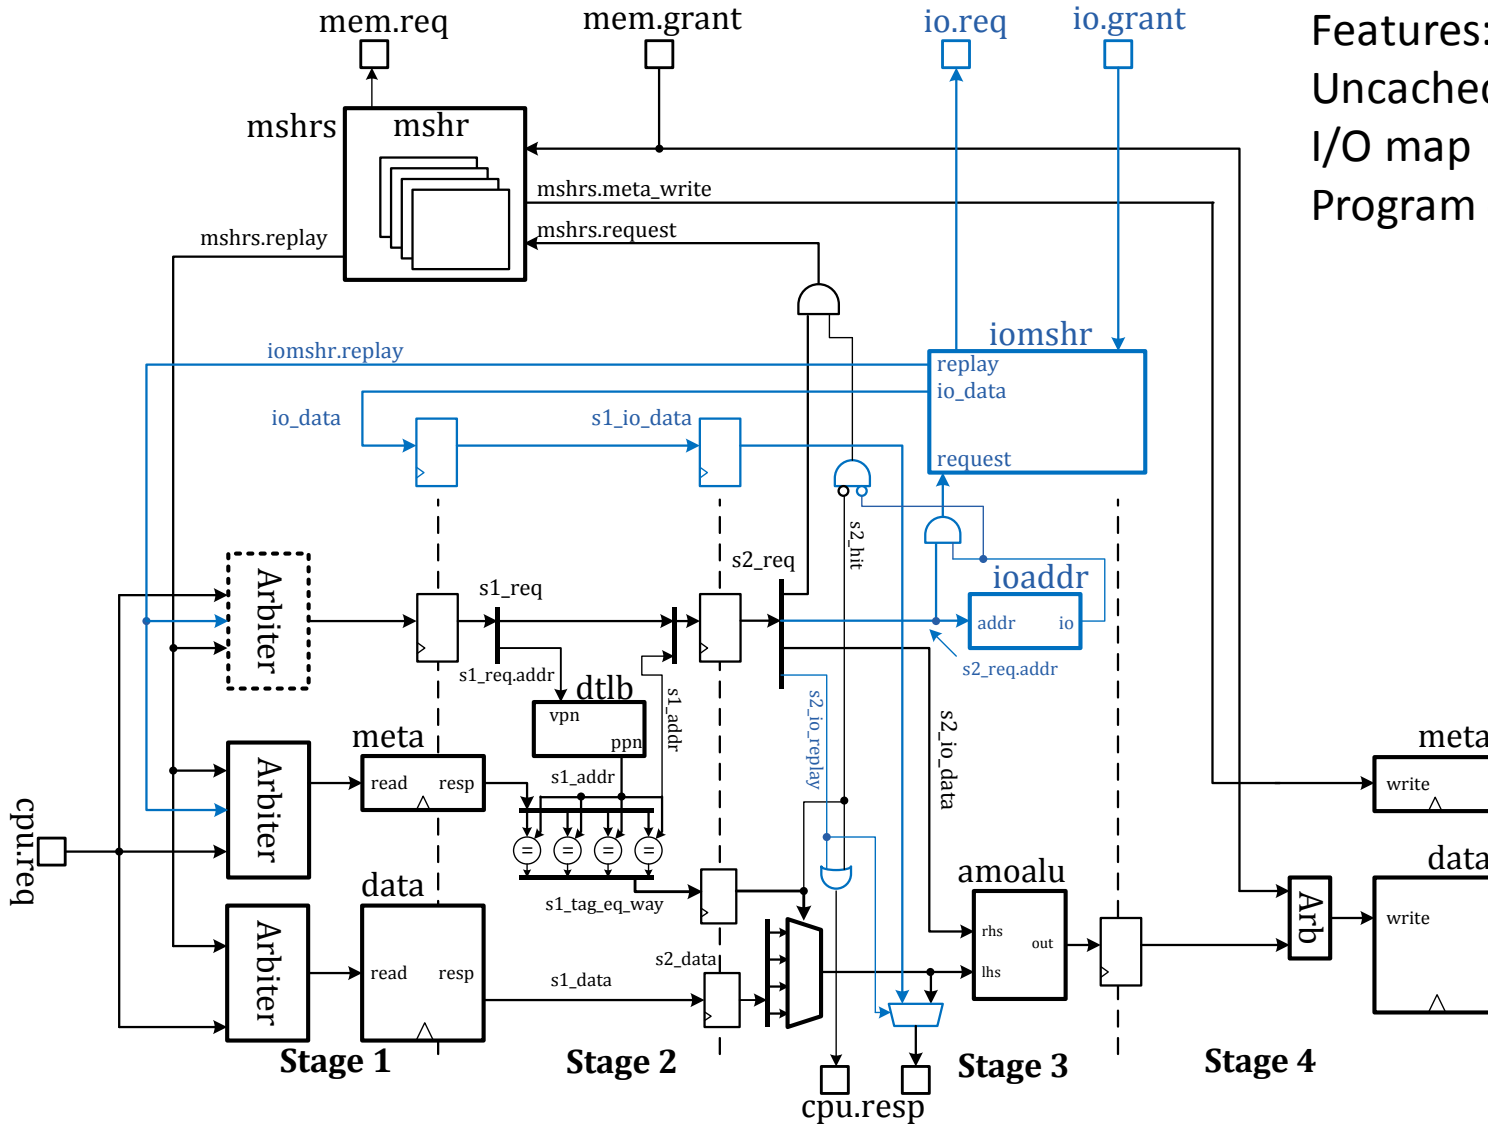 mem.req
mem.grant
io.req
io.grant
Features:
Uncached
I/O map
Program
mshrs
mshr
mshrs.meta_write
mshrs.request
mshrs.replay
iomshr
iomshr.replay
replay
io_data
request
io_data
s1_io_data
s2_hit
s2_req
ioaddr
addr
io
s2_req.addr
Arbiter
s1_req
s1_req.addr
dtlb
vpn
ppn
s1_addr
s1_addr
s2_io_replay
s2_io_data
meta
read
resp
Arbiter
=
=
=
=
meta
write
cpu.req
s1_tag_eq_way
data
read
resp
Arbiter
s1_data
s2_data
amoalu
rhs
lhs
out
Arb
data
write
Stage 1
Stage 2
Stage 3
Stage 4
cpu.resp